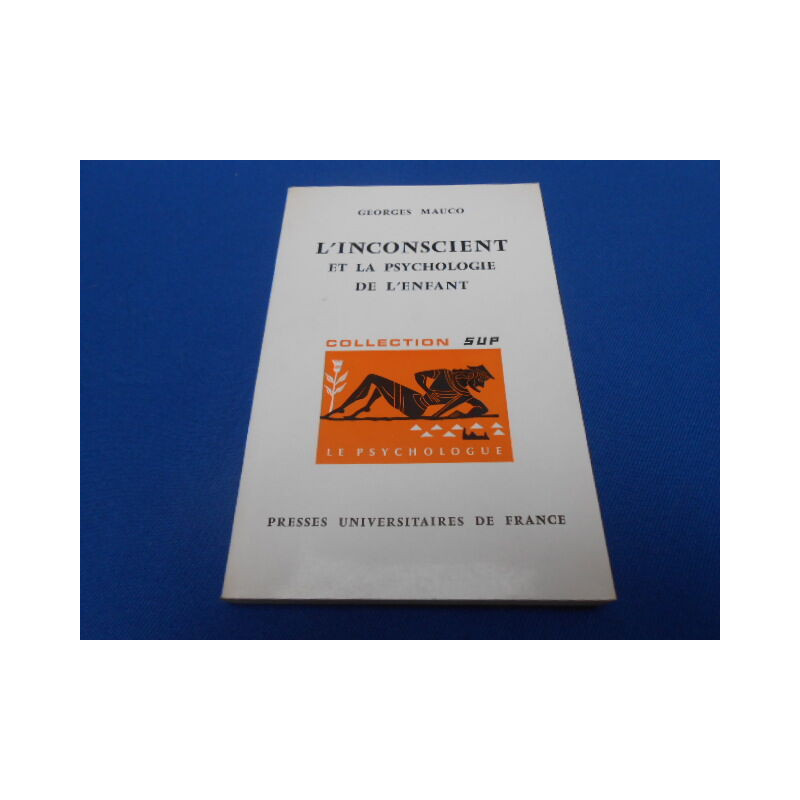 GEORGES MAUCO
L'INCONSCIENT
ET LA PSYCHOLOGIE
DE L'ENFANT
COLLECTION SUP
LE PSYCHOLOGUE
PRESSES UNIVERSITAIRES DE FRANCE